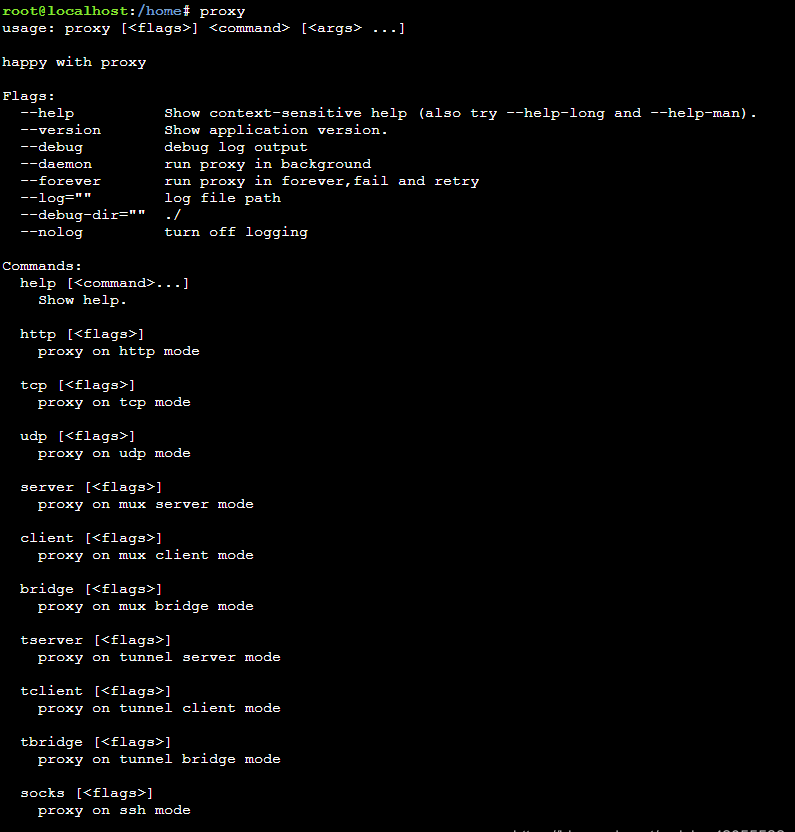 root@localhost:/home# proxy
usage: proxy [<flags>] <command> [<args> ...]
happy with proxy
Flags:
--help Show context-sensitive help (also try --help-long and --help-man).
--version Show application version.
--debug debug log output
--daemon run proxy in background
--forever run proxy in forever,fail and retry
--log="" log file path
--debug-dir="" ./
--nolog turn off logging
Commands:
help [<command>...]
Show help.
http [<flags>]
proxy on http mode
tcp [<flags>]
proxy on tcp mode
udp [<flags>]
proxy on udp mode
server [<flags>]
proxy on mux server mode
client [<flags>]
proxy on mux client mode
bridge [<flags>]
proxy on mux bridge mode
tserver [<flags>]
proxy on tunnel server mode
tclient [<flags>]
proxy on tunnel client mode
tbridge [<flags>]
proxy on tunnel bridge mode
socks [<flags>]
proxy on ssh mode